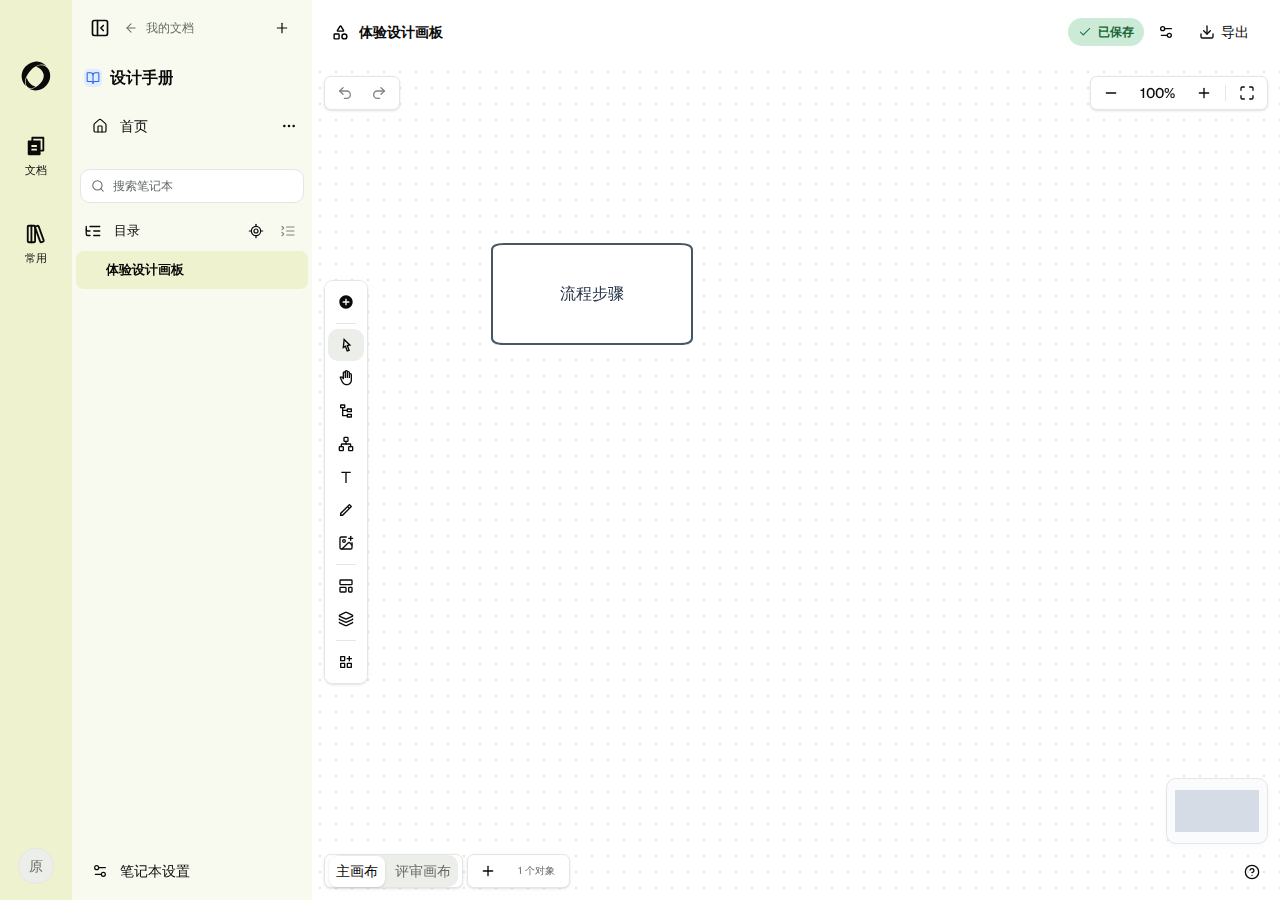 我的文档
体验设计画板
已保存
导出
设计手册
100%
首页
文档
搜索笔记本
目录
常用
体验设计画板
流程步骤
原
笔记本设置
主画布
评审画布
1 个对象